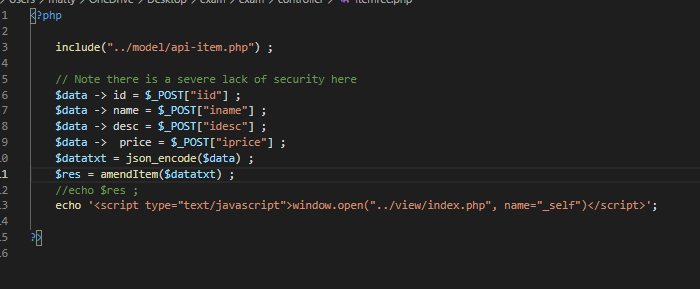 Users > matty > OneDrive > Desktop > exam > exam > controller >
1 <?php
2
3 include("../model/api-item.php") ;
4
5 // Note there is a severe lack of security here
6 $data -> id = $_POST["iid"] ;
7 $data -> name = $_POST["iname"] ;
8 $data -> desc = $_POST["idesc"] ;
9 $data ->  price = $_POST["iprice"] ;
10 $datatxt = json_encode($data) ;
11 $res = amendItem($datatxt) ;
12 //echo $res ;
13 echo '<script type="text/javascript">window.open("../view/index.php", name="_self")</script>';
14
15 ?>
16